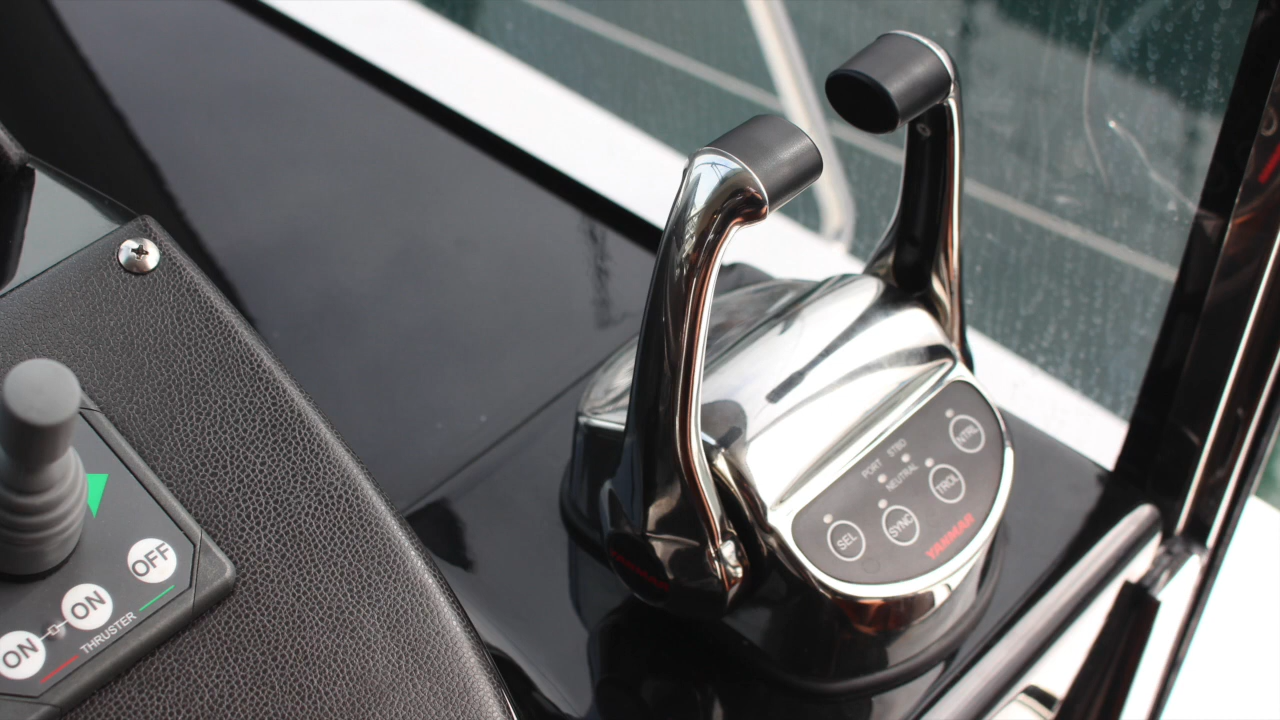 NTRL
STBD
PORT
NEUTRAL
TROL
SYNC
SEL
YANMAR
OFF
ON
ON
THRUSTER